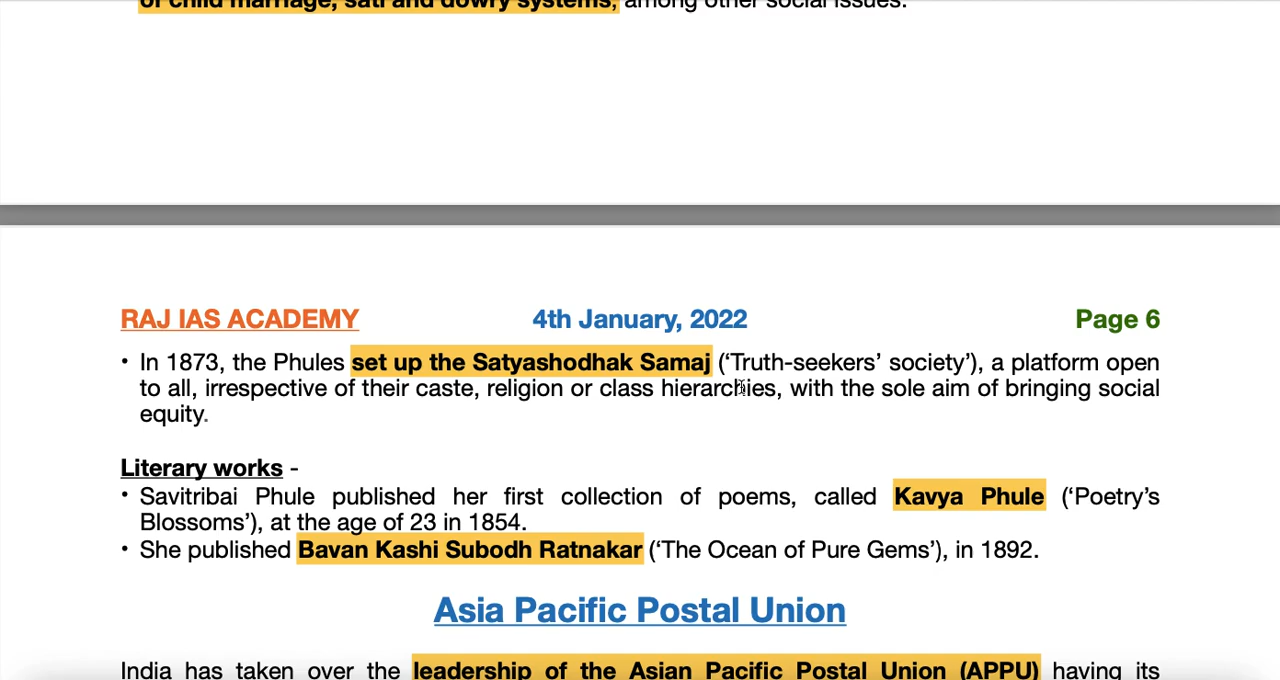 of child marriage, sati and dowry systems, among other social issues.
RAJ IAS ACADEMY 4th January, 2022 Page 6
• In 1873, the Phules set up the Satyashodhak Samaj (‘Truth-seekers’ society’), a platform open
to all, irrespective of their caste, religion or class hierarchies, with the sole aim of bringing social
equity.
Literary works -
• Savitribai Phule published her first collection of poems, called Kavya Phule (‘Poetry’s
Blossoms’), at the age of 23 in 1854.
• She published Bavan Kashi Subodh Ratnakar (‘The Ocean of Pure Gems’), in 1892.
Asia Pacific Postal Union
India has taken over the leadership of the Asian Pacific Postal Union (APPU) having its